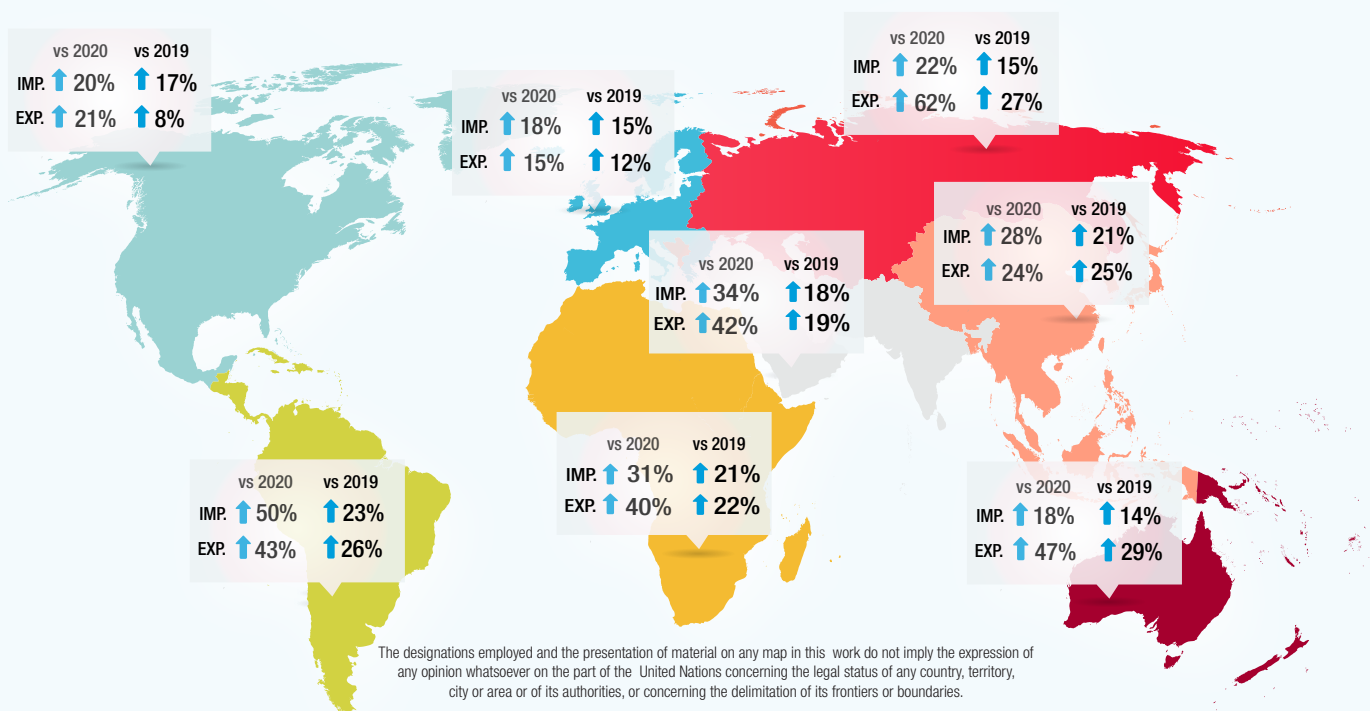 vs 2020 vs 2019
IMP. 20% 17%
EXP. 21% 8%
vs 2020 vs 2019
IMP. 18% 15%
EXP. 15% 12%
vs 2020 vs 2019
IMP. 22% 15%
EXP. 62% 27%
vs 2020 vs 2019
IMP. 28% 21%
EXP. 24% 25%
vs 2020 vs 2019
IMP. 34% 18%
EXP. 42% 19%
vs 2020 vs 2019
IMP. 31% 21%
EXP. 40% 22%
vs 2020 vs 2019
IMP. 50% 23%
EXP. 43% 26%
vs 2020 vs 2019
IMP. 18% 14%
EXP. 47% 29%
The designations employed and the presentation of material on any map in this work do not imply the expression of
any opinion whatsoever on the part of the United Nations concerning the legal status of any country, territory,
city or area or of its authorities, or concerning the delimitation of its frontiers or boundaries.